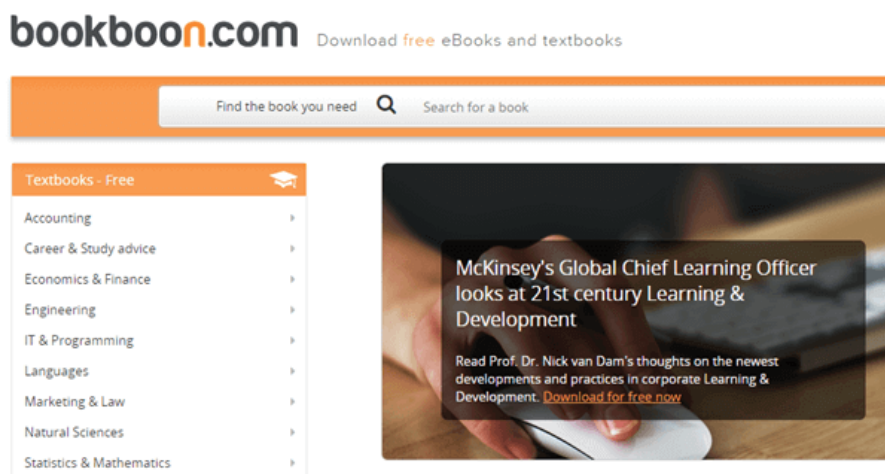 bookboon.com
Download free eBooks and textbooks
Find the book you need
Search for a book
Textbooks - Free
Accounting
Career & Study advice
Economics & Finance
Engineering
IT & Programming
Languages
Marketing & Law
Natural Sciences
Statistics & Mathematics
McKinsey's Global Chief Learning Officer
looks at 21st century Learning &
Development
Read Prof. Dr. Nick van Dam's thoughts on the newest
developments and practices in corporate Learning &
Development. Download for free now